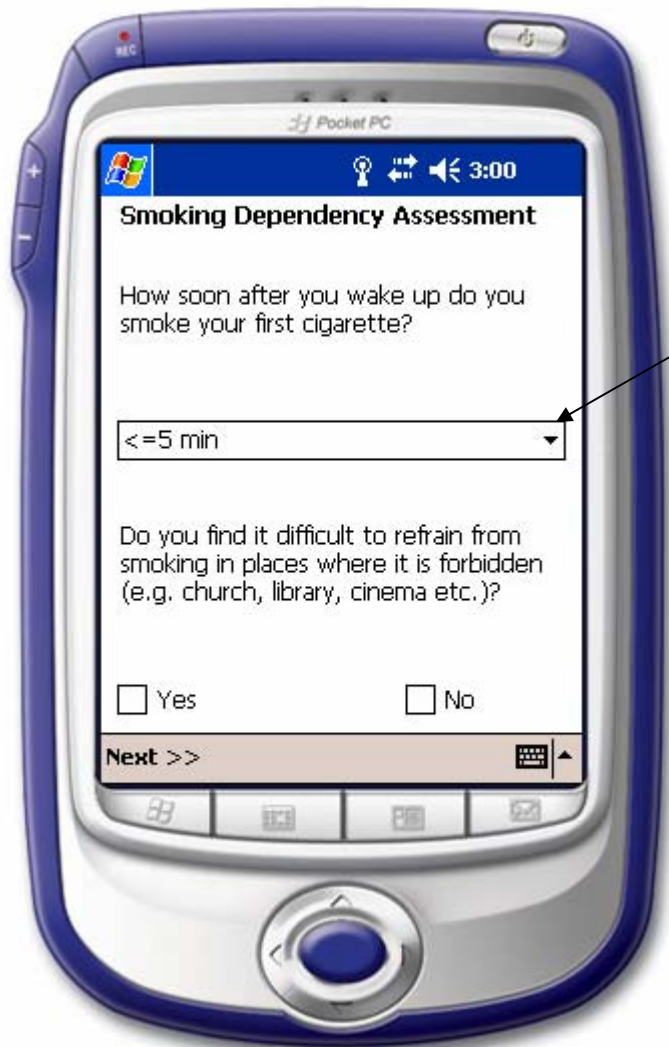 REC
Pocket PC
3:00
Smoking Dependency Assessment
How soon after you wake up do you
smoke your first cigarette?
<=5 min
Do you find it difficult to refrain from
smoking in places where it is forbidden
(e.g. church, library, cinema etc.)?
Yes No
Next >>